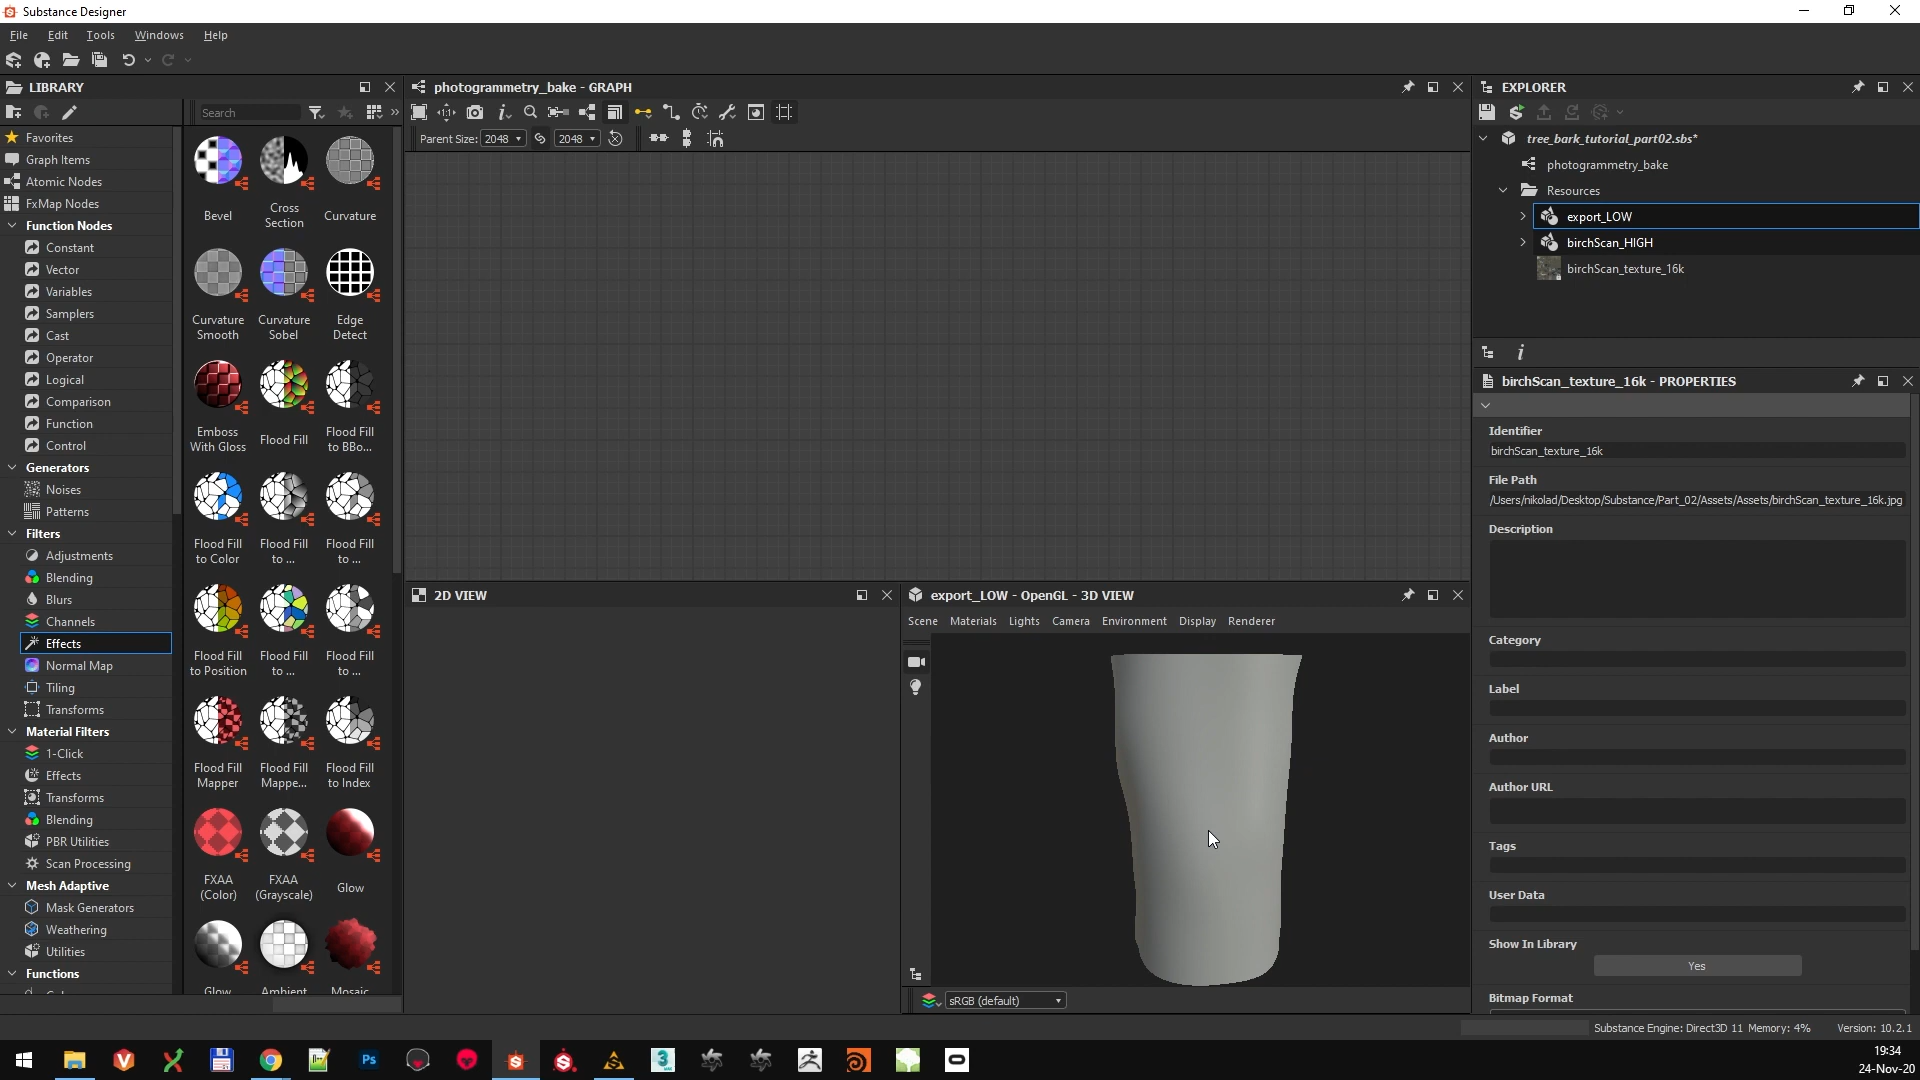 Substance Designer
File Edit Tools Windows Help
LIBRARY
Search
Favorites
Graph Items
Atomic Nodes
FxMap Nodes
Function Nodes
Constant
Vector
Variables
Samplers
Cast
Operator
Logical
Comparison
Function
Control
Generators
Noises
Patterns
Filters
Adjustments
Blending
Blurs
Channels
Effects
Normal Map
Tiling
Transforms
Material Filters
1-Click
Effects
Transforms
Blending
PBR Utilities
Scan Processing
Mesh Adaptive
Mask Generators
Weathering
Utilities
Functions
Bevel
Cross Section
Curvature
Curvature Smooth
Curvature Sobel
Edge Detect
Emboss With Gloss
Flood Fill
Flood Fill to BBo...
Flood Fill to Color
Flood Fill to ...
Flood Fill to ...
Flood Fill to Position
Flood Fill to ...
Flood Fill to ...
Flood Fill Mapper
Flood Fill Mappe...
Flood Fill to Index
FXAA (Color)
FXAA (Grayscale)
Glow
Glow
Ambient
Mosaic
photogrammetry_bake - GRAPH
Parent Size: 2048 2048
2D VIEW
export_LOW - OpenGL - 3D VIEW
Scene Materials Lights Camera Environment Display Renderer
sRGB (default)
EXPLORER
tree_bark_tutorial_part02.sbs*
photogrammetry_bake
Resources
export_LOW
birchScan_HIGH
birchScan_texture_16k
birchScan_texture_16k - PROPERTIES
Identifier
birchScan_texture_16k
File Path
/Users/nikolad/Desktop/Substance/Part_02/Assets/Assets/birchScan_texture_16k.jpg
Description
Category
Label
Author
Author URL
Tags
User Data
Show In Library
Yes
Bitmap Format
Substance Engine: Direct3D 11 Memory: 4% Version: 10.2.1
Ps
3
19:34
24-Nov-20